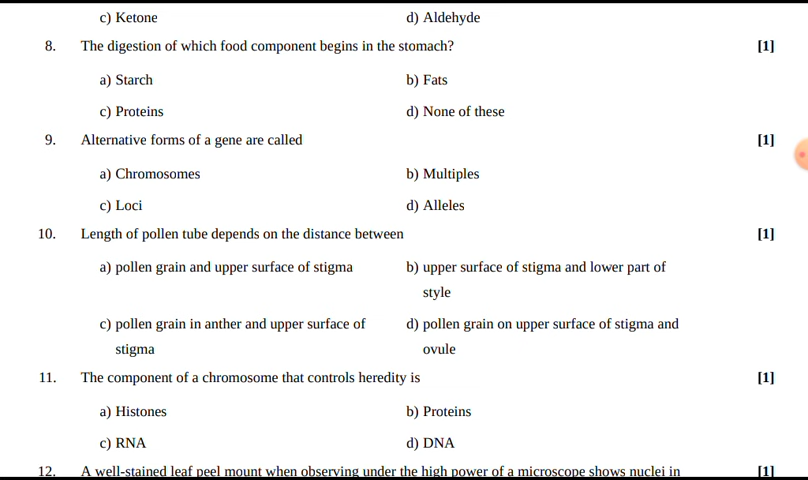 c) Ketone d) Aldehyde
8. The digestion of which food component begins in the stomach? [1]
a) Starch b) Fats
c) Proteins d) None of these
9. Alternative forms of a gene are called [1]
a) Chromosomes b) Multiples
c) Loci d) Alleles
10. Length of pollen tube depends on the distance between [1]
a) pollen grain and upper surface of stigma b) upper surface of stigma and lower part of
style
c) pollen grain in anther and upper surface of d) pollen grain on upper surface of stigma and
stigma ovule
11. The component of a chromosome that controls heredity is [1]
a) Histones b) Proteins
c) RNA d) DNA
12. A well-stained leaf peel mount when observing under the high power of a microscope shows nuclei in [1]